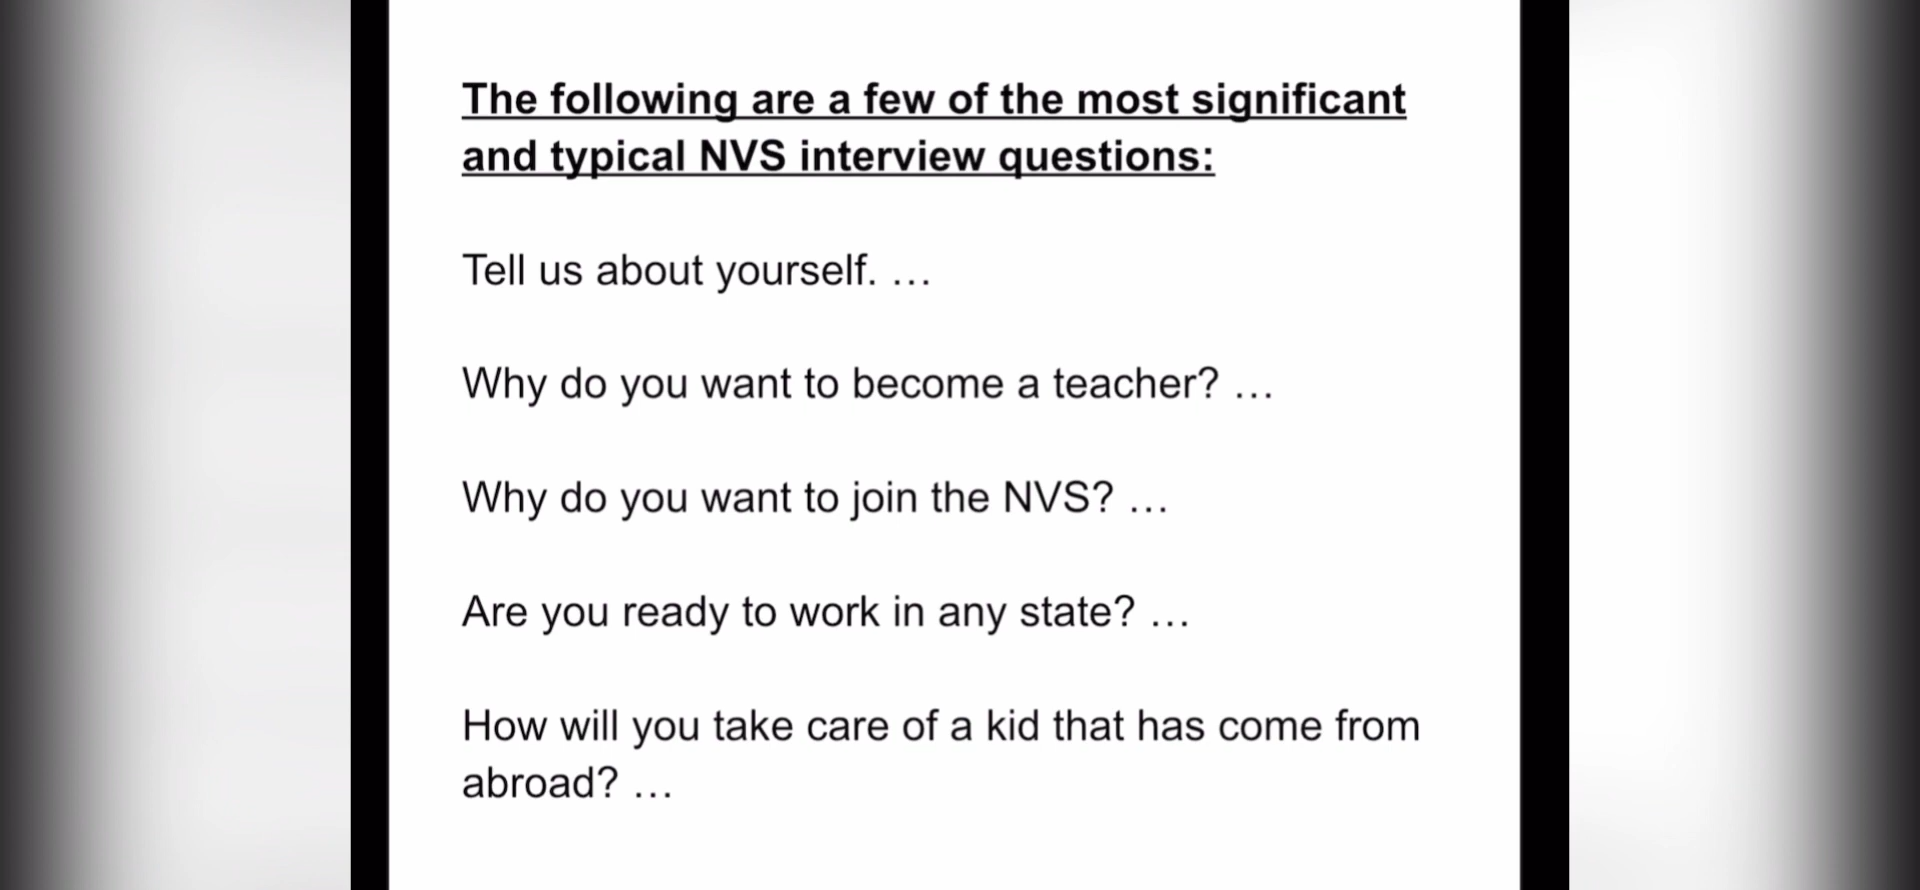 The following are a few of the most significant
and typical NVS interview questions:
Tell us about yourself. …
Why do you want to become a teacher? …
Why do you want to join the NVS? …
Are you ready to work in any state? …
How will you take care of a kid that has come from
abroad? …